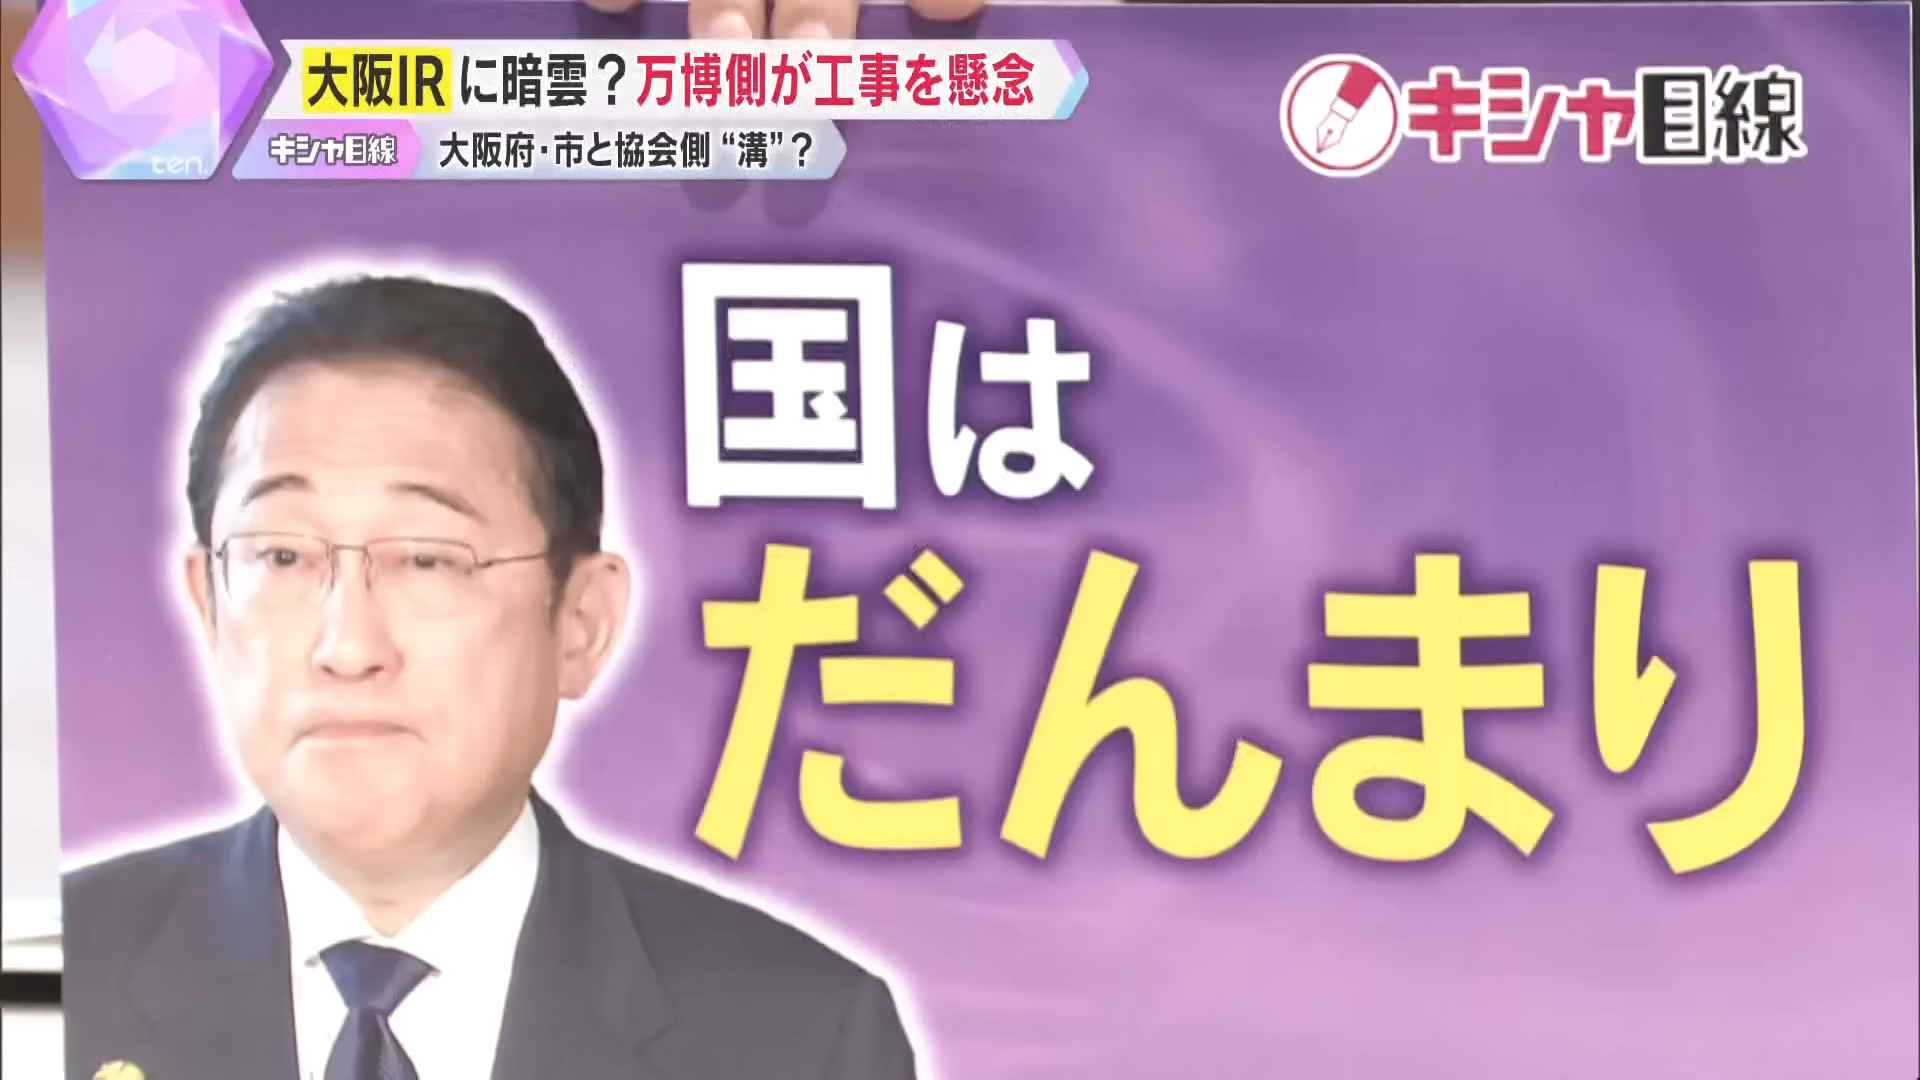 大阪IRに暗雲？万博側が工事を懸念
キシャ目線
大阪府・市と協会側“溝”？
ten.
キシャ目線
国は
だんまり